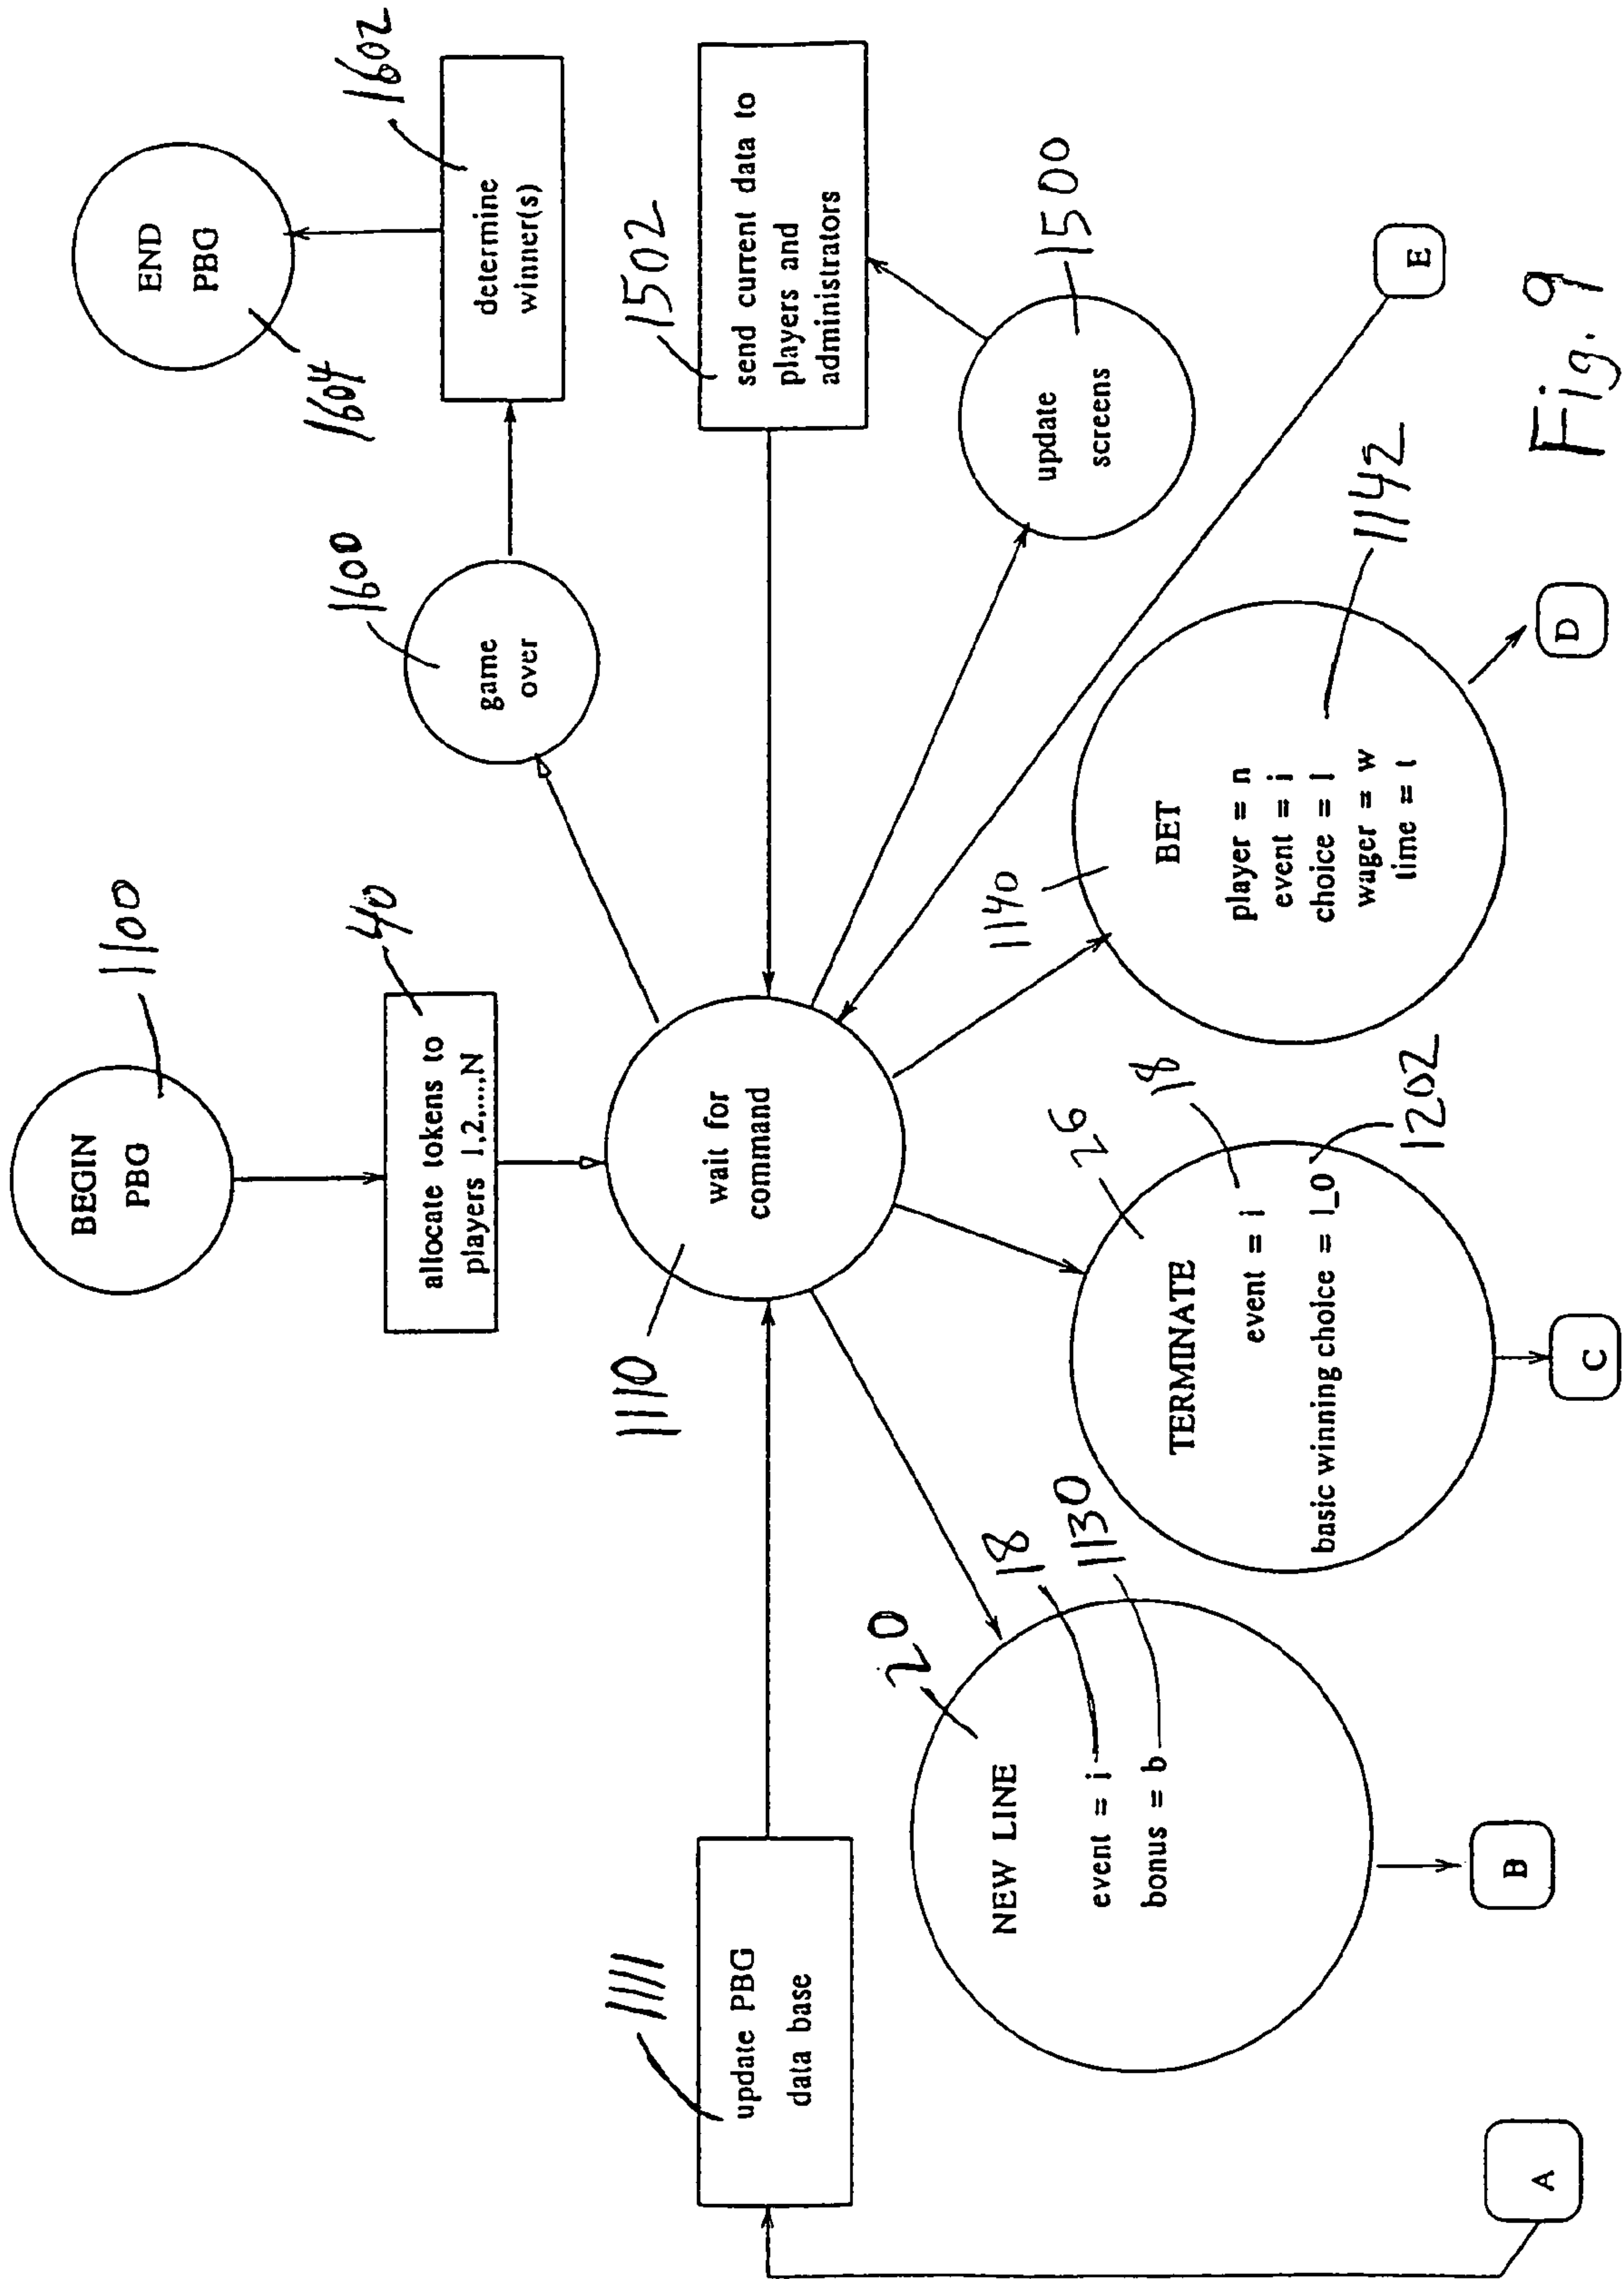 1100
BEGIN
PBG
40
allocate tokens to
players 1,2,...,N
1110
wait for
command
1600
game
over
1602
determine
winner(s)
1604
END
PBG
1502
send current data to
players and
administrators
1500
update
screens
1111
update PBG
data base
20
NEW LINE
18
event = i
1130
bonus = b
26
TERMINATE
18
event = i
basic winning choice = l_0
1202
1140
BET
player = n
event = i
choice = l
wager = w
time = t
1142
A
B
C
D
E
Fig. 9